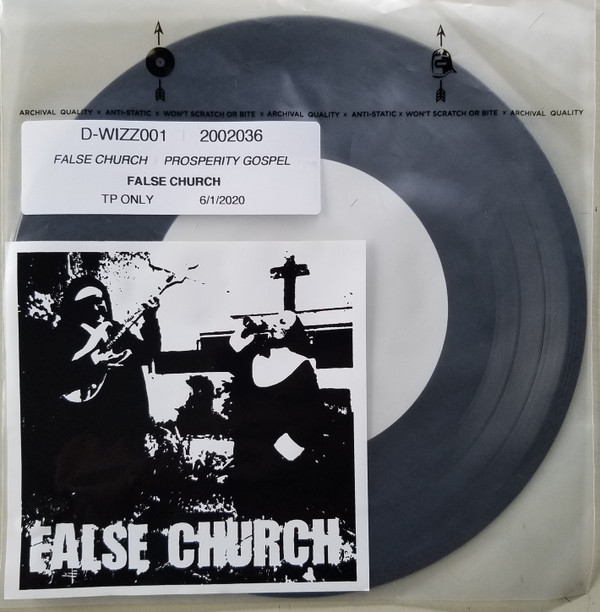 ARCHIVAL QUALITY x ANTI-STATIC x WON'T SCRATCH OR BITE x ARCHIVAL QUALITY x ANTI-STATIC x WON'T SCRATCH OR BITE x ARCHIVAL QUALITY
D-WIZZ001 2002036
FALSE CHURCH PROSPERITY GOSPEL
FALSE CHURCH
TP ONLY 6/1/2020
FALSE CHURCH